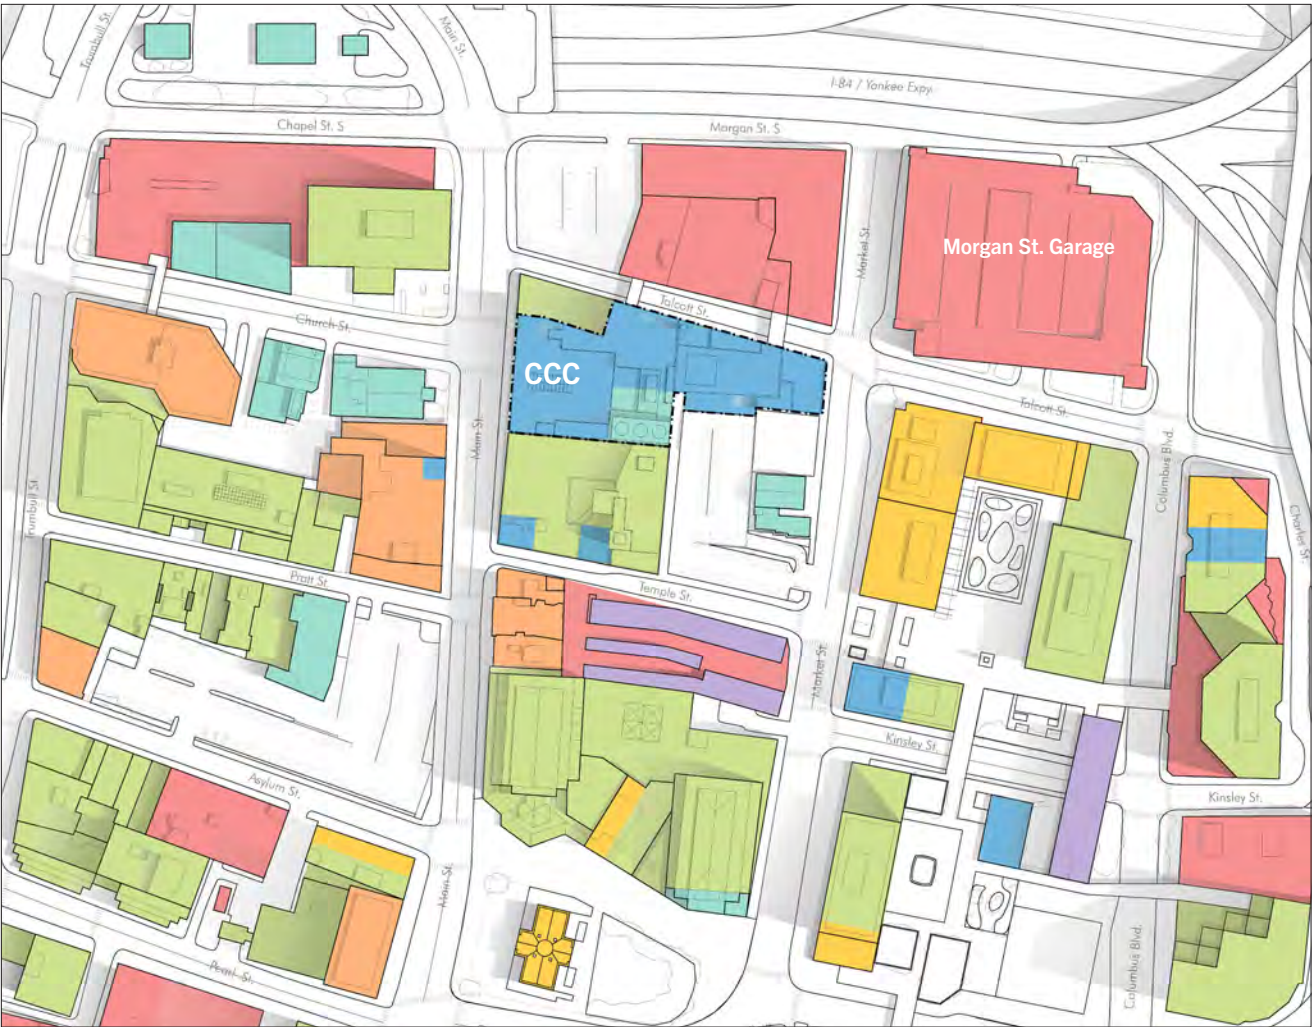 Trumbull St.
Main St.
I-84 / Yankee Expy.
Chapel St. S
Morgan St. S
Market St.
Morgan St. Garage
Talcott St.
Church St.
CCC
Talcott St.
Main St.
Columbus Blvd.
Trumbull St.
Charles St.
Pratt St.
Temple St.
Market St.
Kinsley St.
Asylum St.
Kinsley St.
Main St.
Columbus Blvd.
Pearl St.